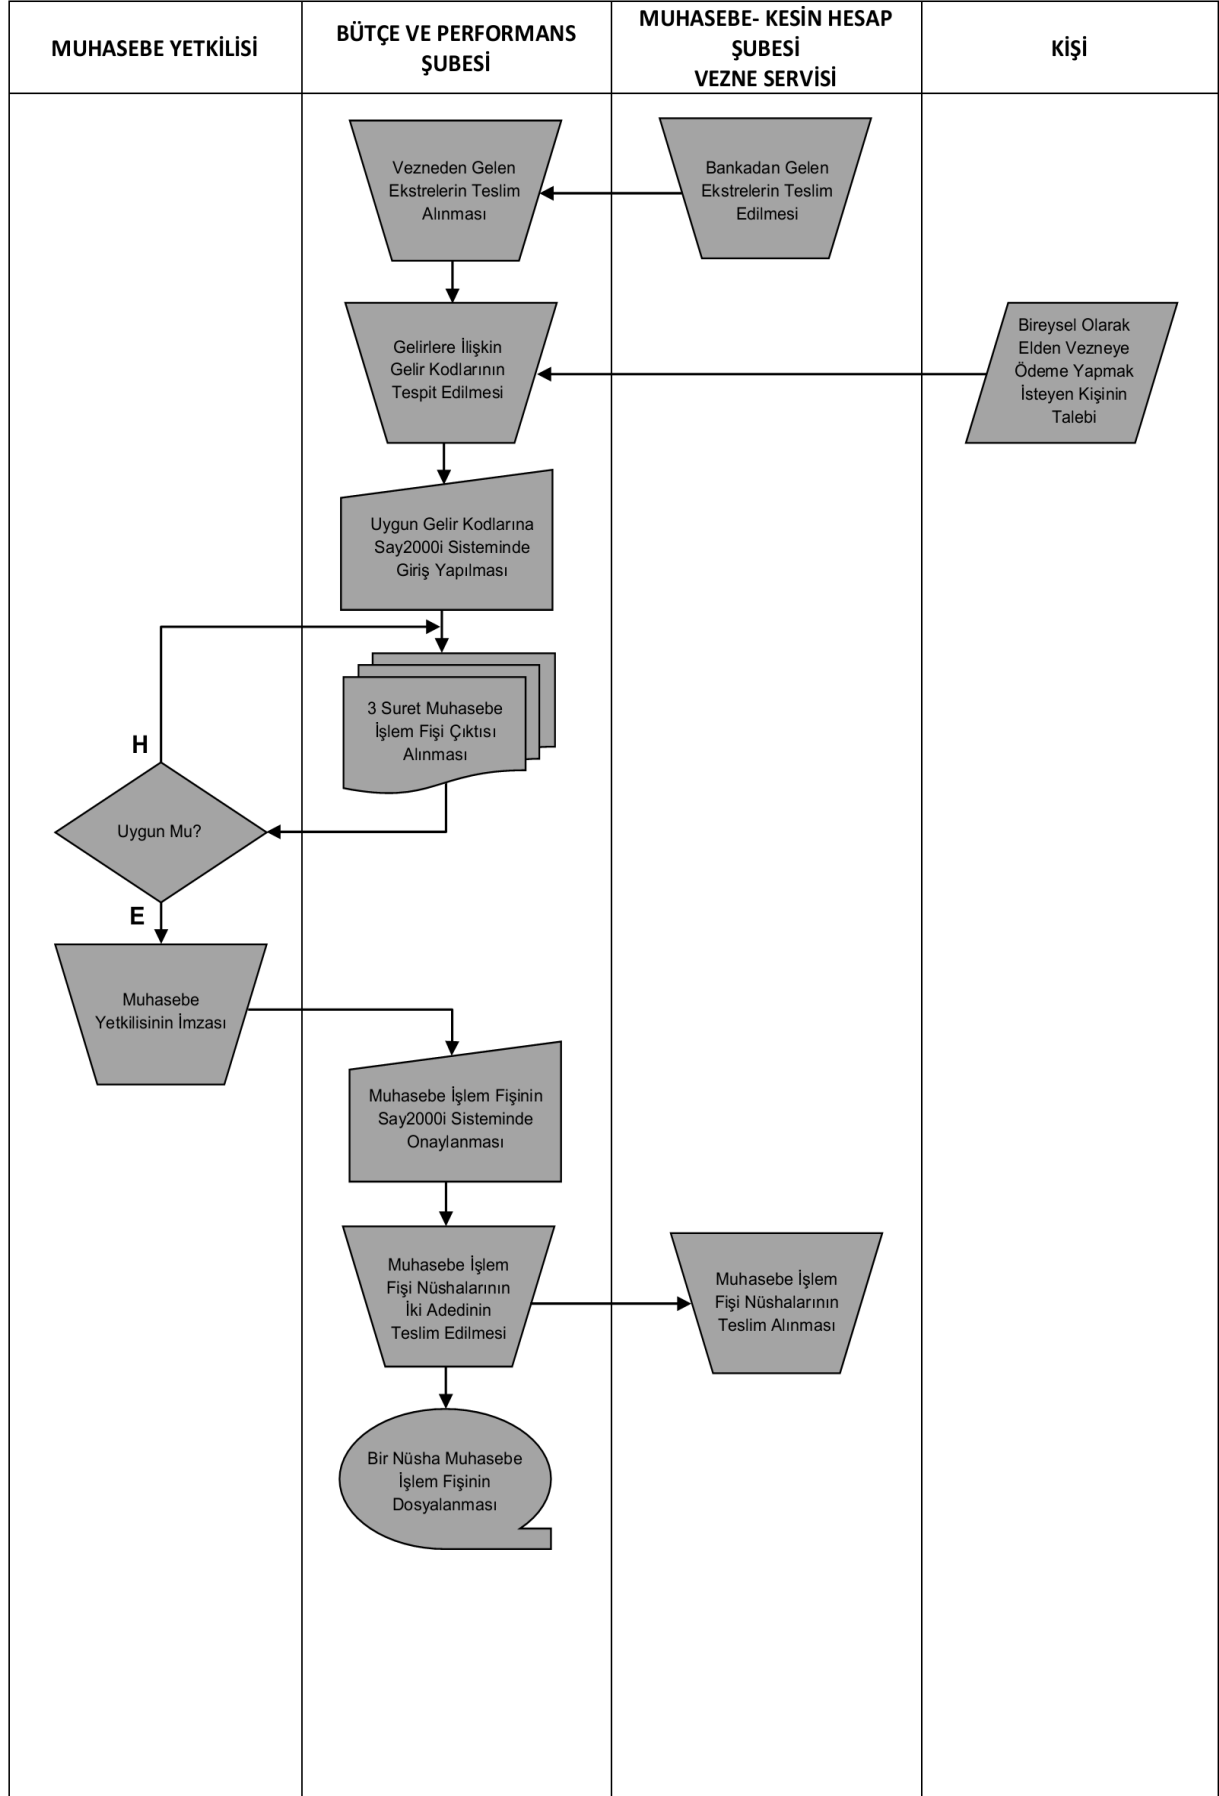 MUHASEBE YETKİLİSİ
BÜTÇE VE PERFORMANS
ŞUBESİ
MUHASEBE- KESİN HESAP
ŞUBESİ
VEZNE SERVİSİ
KİŞİ
Vezneden Gelen
Ekstrelerin Teslim
Alınması
Bankadan Gelen
Ekstrelerin Teslim
Edilmesi
Gelirlere İlişkin
Gelir Kodlarının
Tespit Edilmesi
Bireysel Olarak
Elden Vezneye
Ödeme Yapmak
İsteyen Kişinin
Talebi
Uygun Gelir Kodlarına
Say2000i Sisteminde
Giriş Yapılması
3 Suret Muhasebe
İşlem Fişi Çıktısı
Alınması
H
Uygun Mu?
E
Muhasebe
Yetkilisinin İmzası
Muhasebe İşlem Fişinin
Say2000i Sisteminde
Onaylanması
Muhasebe İşlem
Fişi Nüshalarının
İki Adedinin
Teslim Edilmesi
Muhasebe İşlem
Fişi Nüshalarının
Teslim Alınması
Bir Nüsha Muhasebe
İşlem Fişinin
Dosyalanması